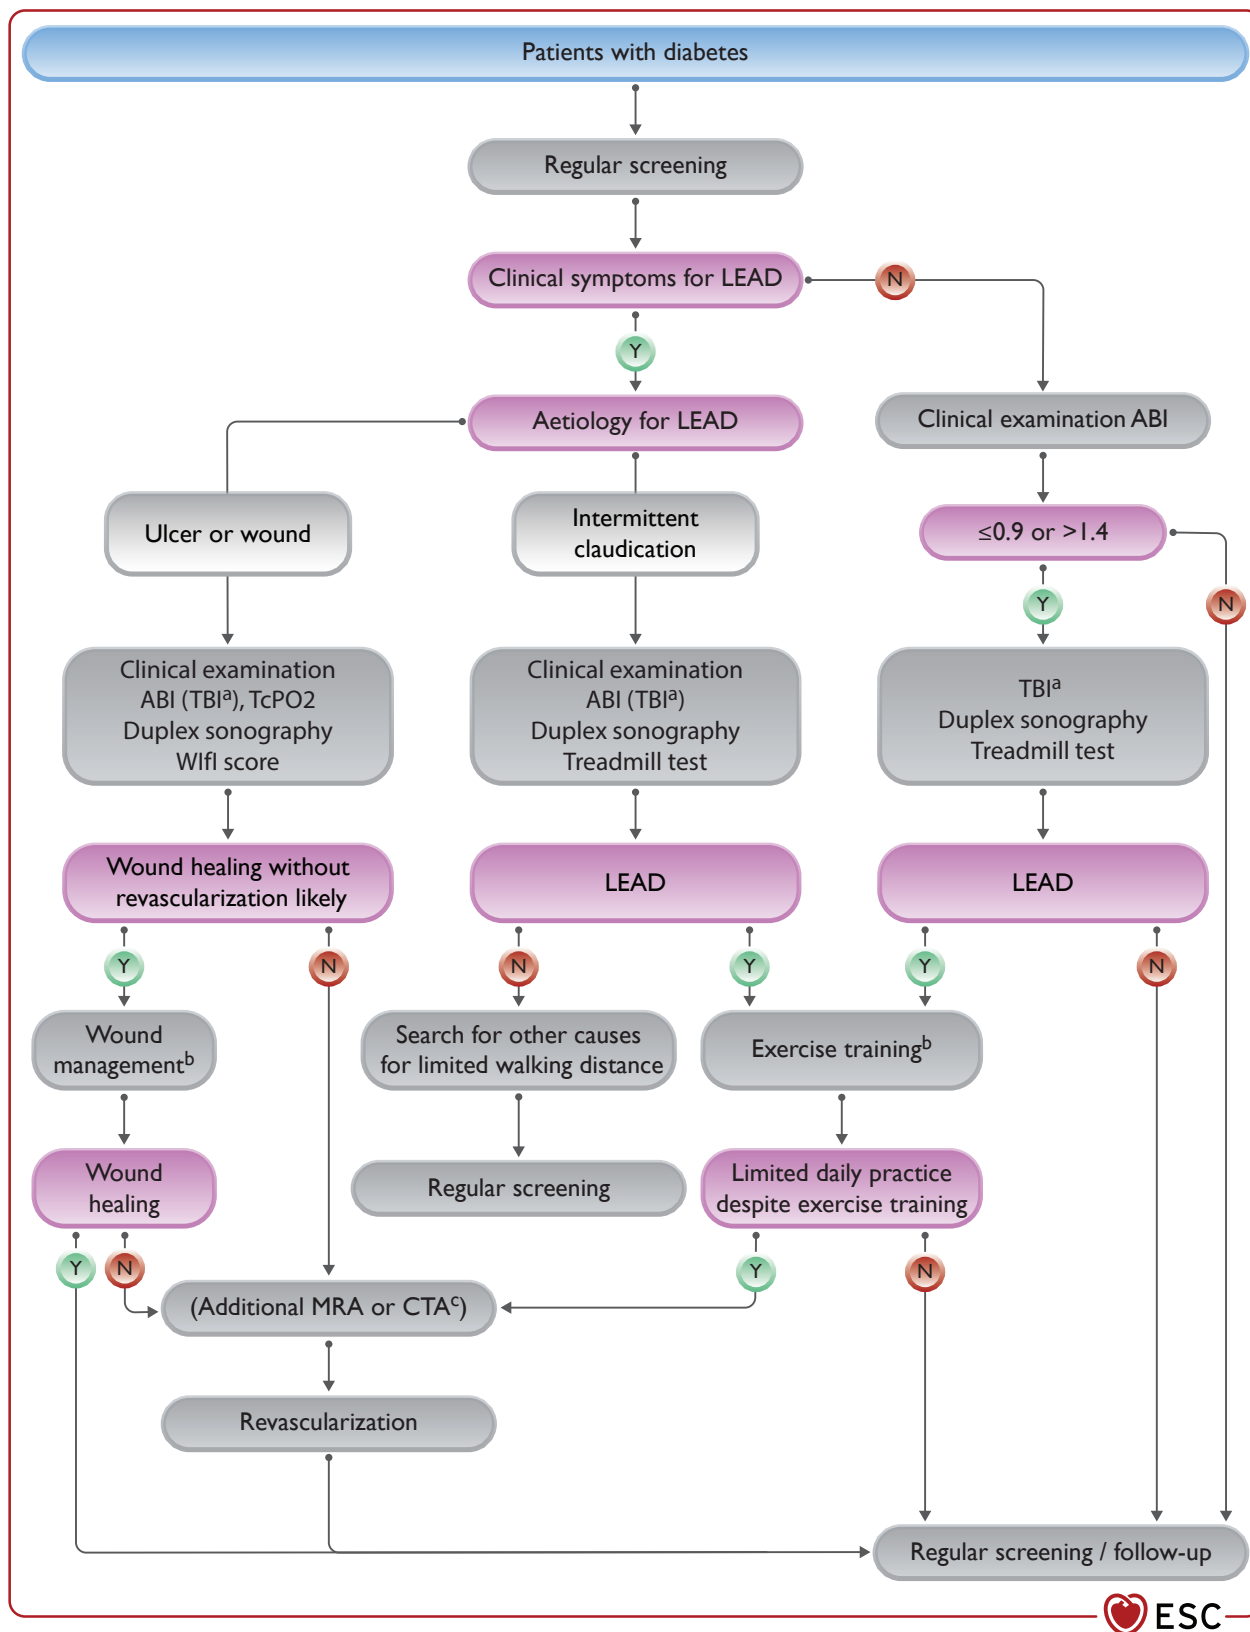 Patients with diabetes
Regular screening
Clinical symptoms for LEAD
N
Y
Aetiology for LEAD
Clinical examination ABI
Ulcer or wound
Intermittent
claudication
≤0.9 or >1.4
Y
N
Clinical examination
ABI (TBIa), TcPO2
Duplex sonography
WIfI score
Clinical examination
ABI (TBIa)
Duplex sonography
Treadmill test
TBIa
Duplex sonography
Treadmill test
Wound healing without
revascularization likely
LEAD
LEAD
Y
N
N
Y
Y
N
Wound
managementb
Search for other causes
for limited walking distance
Exercise trainingb
Wound
healing
Regular screening
Limited daily practice
despite exercise training
Y
N
Y
N
(Additional MRA or CTAc)
Revascularization
Regular screening / follow-up
ESC